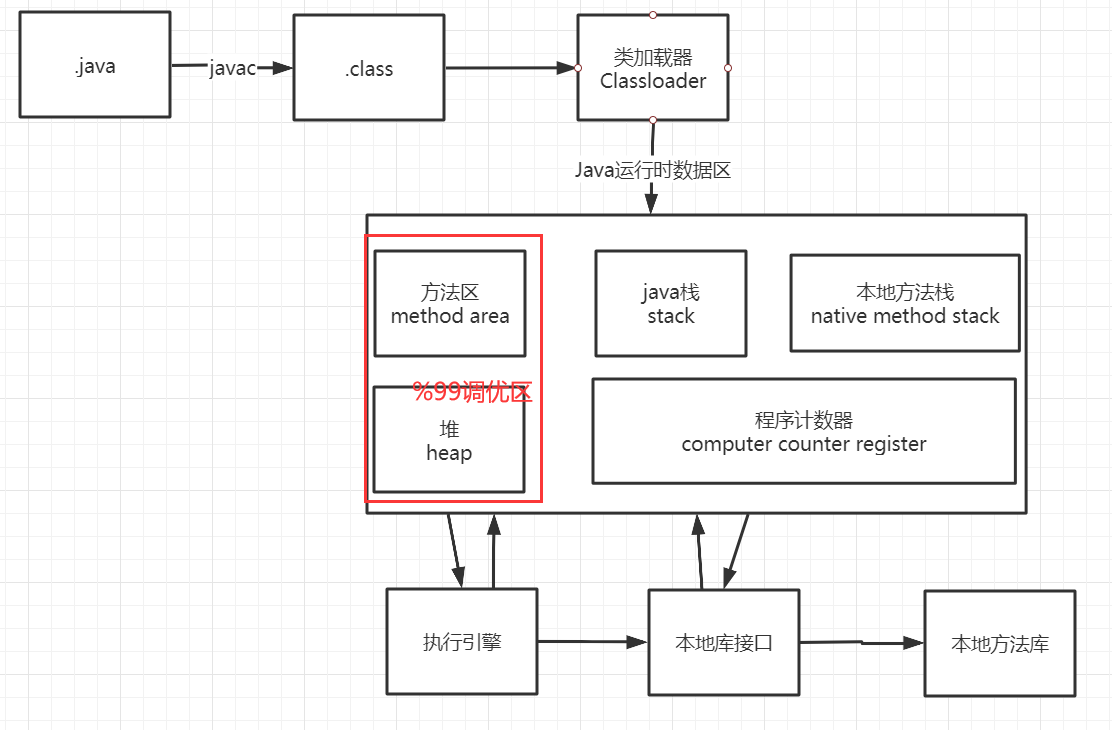 .java
javac
.class
类加载器
Classloader
Java运行时数据区
方法区
method area
java栈
stack
本地方法栈
native method stack
%99调优区
堆
heap
程序计数器
computer counter register
执行引擎
本地库接口
本地方法库